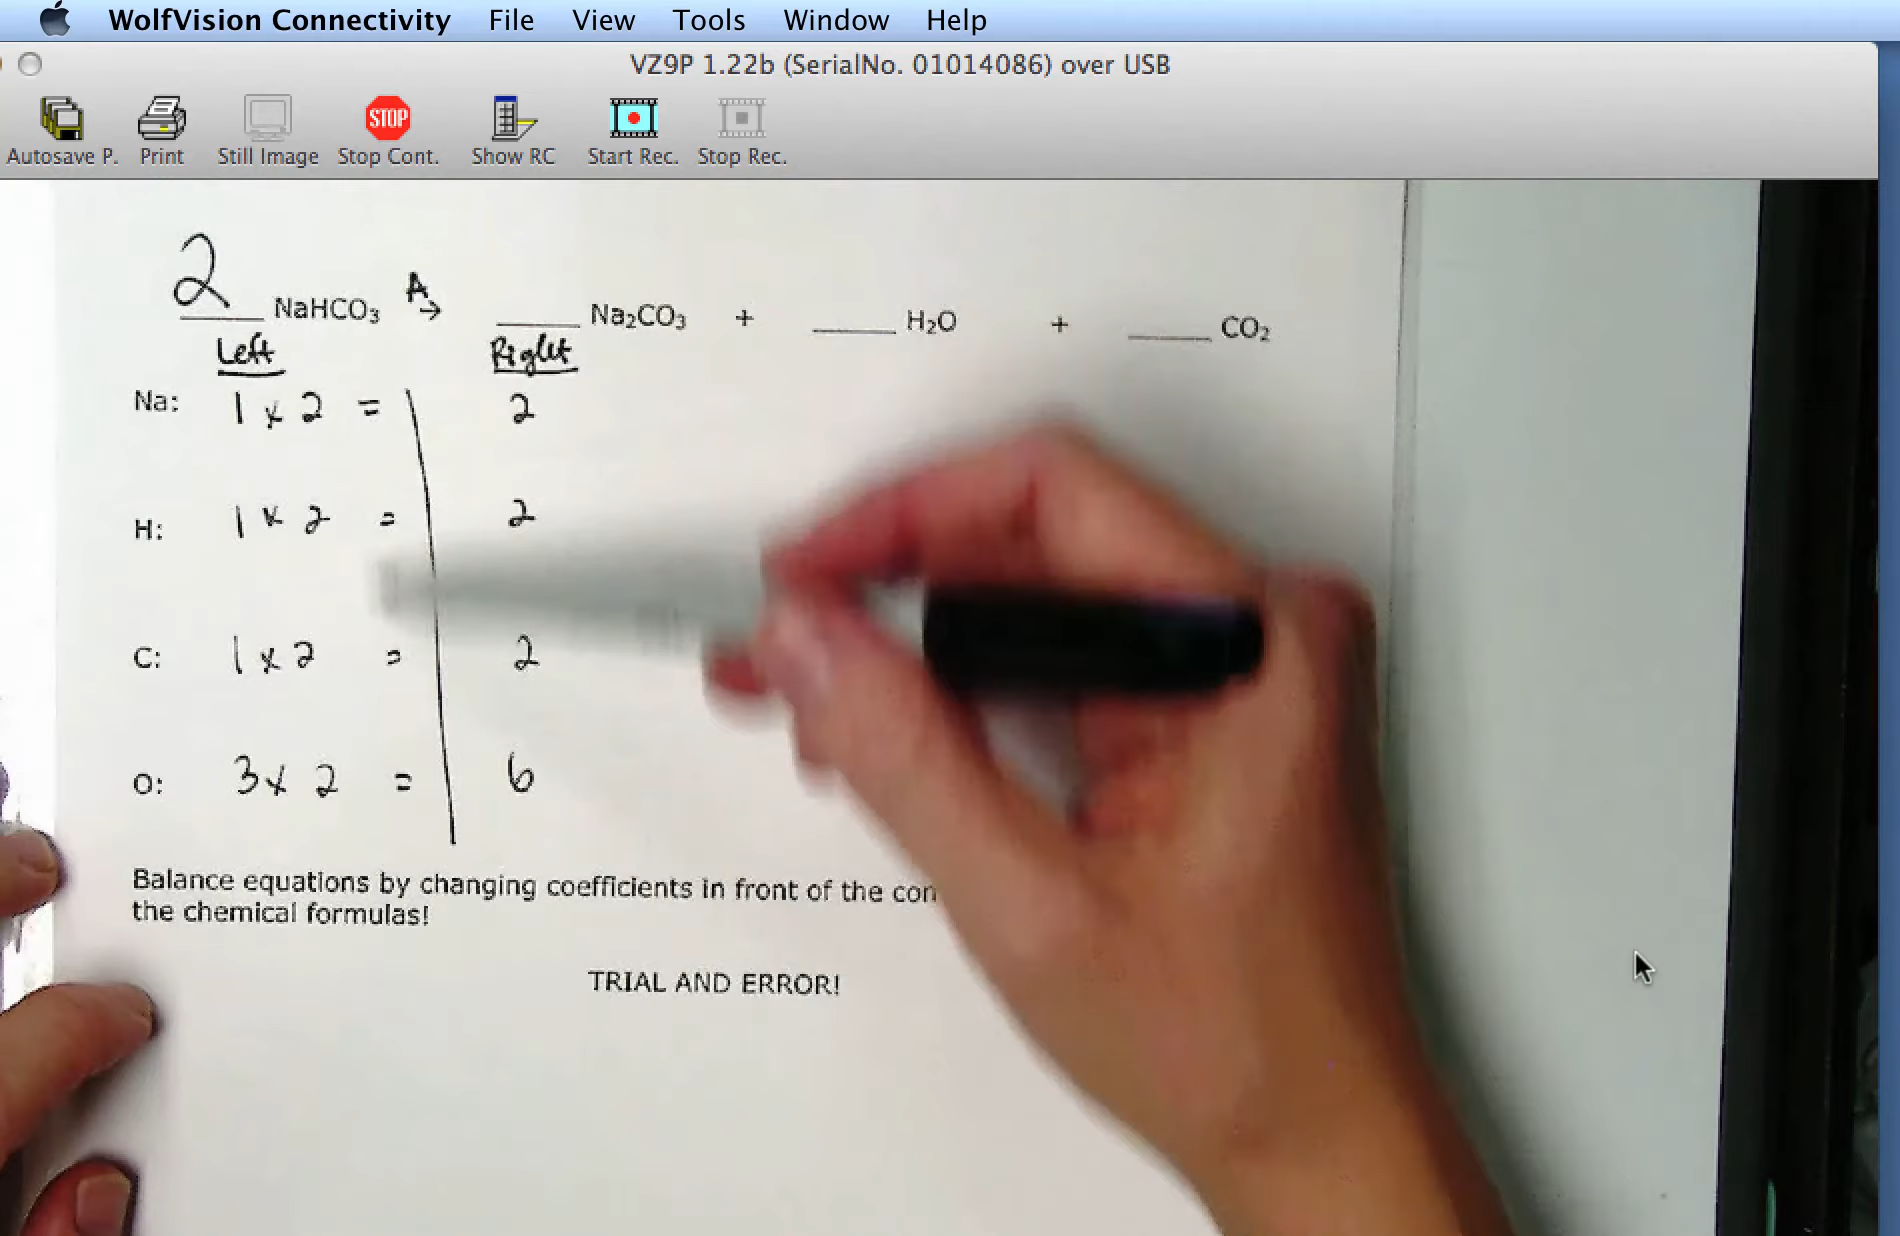 WolfVision Connectivity File View Tools Window Help
VZ9P 1.22b (SerialNo. 01014086) over USB
STOP
Autosave P. Print Still Image Stop Cont. Show RC Start Rec. Stop Rec.
2 NaHCO₃ → ____ Na₂CO₃ + ____ H₂O + ____ CO₂
Left Right
Na: 1 x 2 = 2
H: 1 x 2 = 2
C: 1 x 2 = 2
O: 3 x 2 = 6
Balance equations by changing coefficients in front of the
the chemical formulas!
TRIAL AND ERROR!